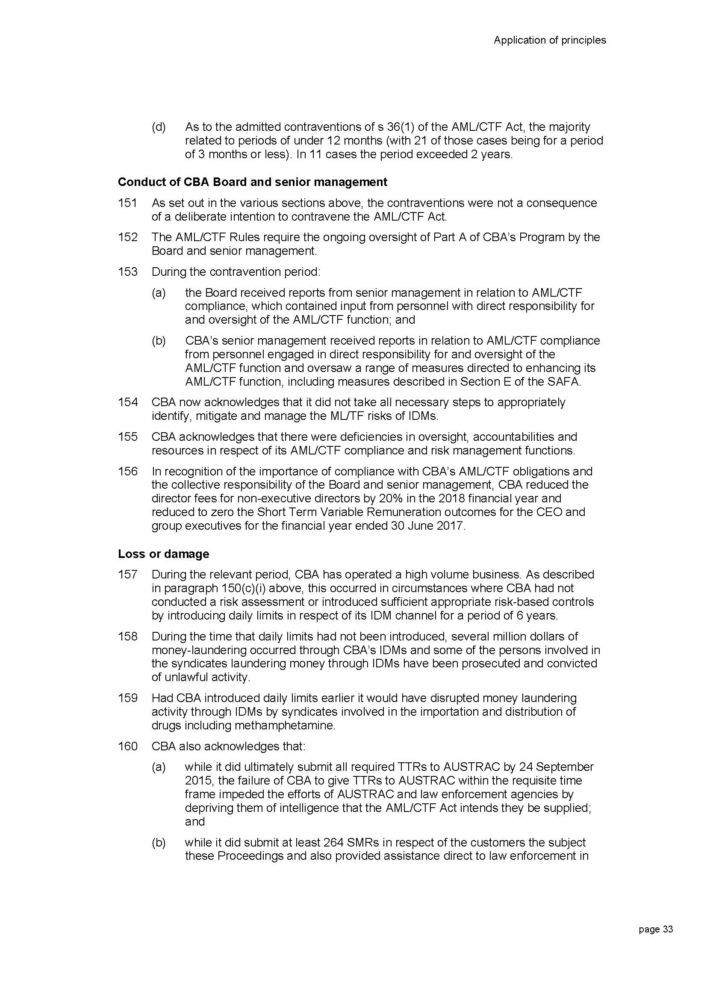 Application of principles
(d) As to the admitted contraventions of s 36(1) of the AML/CTF Act, the majority
related to periods of under 12 months (with 21 of those cases being for a period
of 3 months or less). In 11 cases the period exceeded 2 years.
Conduct of CBA Board and senior management
151 As set out in the various sections above, the contraventions were not a consequence
of a deliberate intention to contravene the AML/CTF Act.
152 The AML/CTF Rules require the ongoing oversight of Part A of CBA's Program by the
Board and senior management.
153 During the contravention period:
(a) the Board received reports from senior management in relation to AML/CTF
compliance, which contained input from personnel with direct responsibility for
and oversight of the AML/CTF function; and
(b) CBA's senior management received reports in relation to AML/CTF compliance
from personnel engaged in direct responsibility for and oversight of the
AML/CTF function and oversaw a range of measures directed to enhancing its
AML/CTF function, including measures described in Section E of the SAFA.
154 CBA now acknowledges that it did not take all necessary steps to appropriately
identify, mitigate and manage the ML/TF risks of IDMs.
155 CBA acknowledges that there were deficiencies in oversight, accountabilities and
resources in respect of its AML/CTF compliance and risk management functions.
156 In recognition of the importance of compliance with CBA's AML/CTF obligations and
the collective responsibility of the Board and senior management, CBA reduced the
director fees for non-executive directors by 20% in the 2018 financial year and
reduced to zero the Short Term Variable Remuneration outcomes for the CEO and
group executives for the financial year ended 30 June 2017.
Loss or damage
157 During the relevant period, CBA has operated a high volume business. As described
in paragraph 150(c)(i) above, this occurred in circumstances where CBA had not
conducted a risk assessment or introduced sufficient appropriate risk-based controls
by introducing daily limits in respect of its IDM channel for a period of 6 years.
158 During the time that daily limits had not been introduced, several million dollars of
money-laundering occurred through CBA's IDMs and some of the persons involved in
the syndicates laundering money through IDMs have been prosecuted and convicted
of unlawful activity.
159 Had CBA introduced daily limits earlier it would have disrupted money laundering
activity through IDMs by syndicates involved in the importation and distribution of
drugs including methamphetamine.
160 CBA also acknowledges that:
(a) while it did ultimately submit all required TTRs to AUSTRAC by 24 September
2015, the failure of CBA to give TTRs to AUSTRAC within the requisite time
frame impeded the efforts of AUSTRAC and law enforcement agencies by
depriving them of intelligence that the AML/CTF Act intends they be supplied;
and
(b) while it did submit at least 264 SMRs in respect of the customers the subject
these Proceedings and also provided assistance direct to law enforcement in
page 33